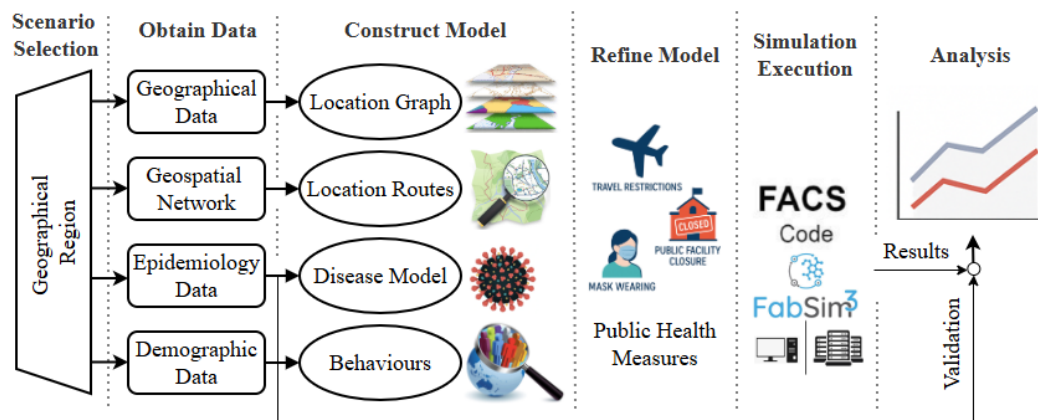 Scenario
Selection
Obtain Data
Construct Model
Refine Model
Simulation
Execution
Analysis
Geographical
Region
Geographical
Data
Location Graph
Geospatial
Network
Location Routes
Epidemiology
Data
Disease Model
Demographic
Data
Behaviours
TRAVEL RESTRICTIONS
CLOSED
PUBLIC FACILITY
CLOSURE
MASK WEARING
Public Health
Measures
FACS
Code
FabSim3
Results
Validation